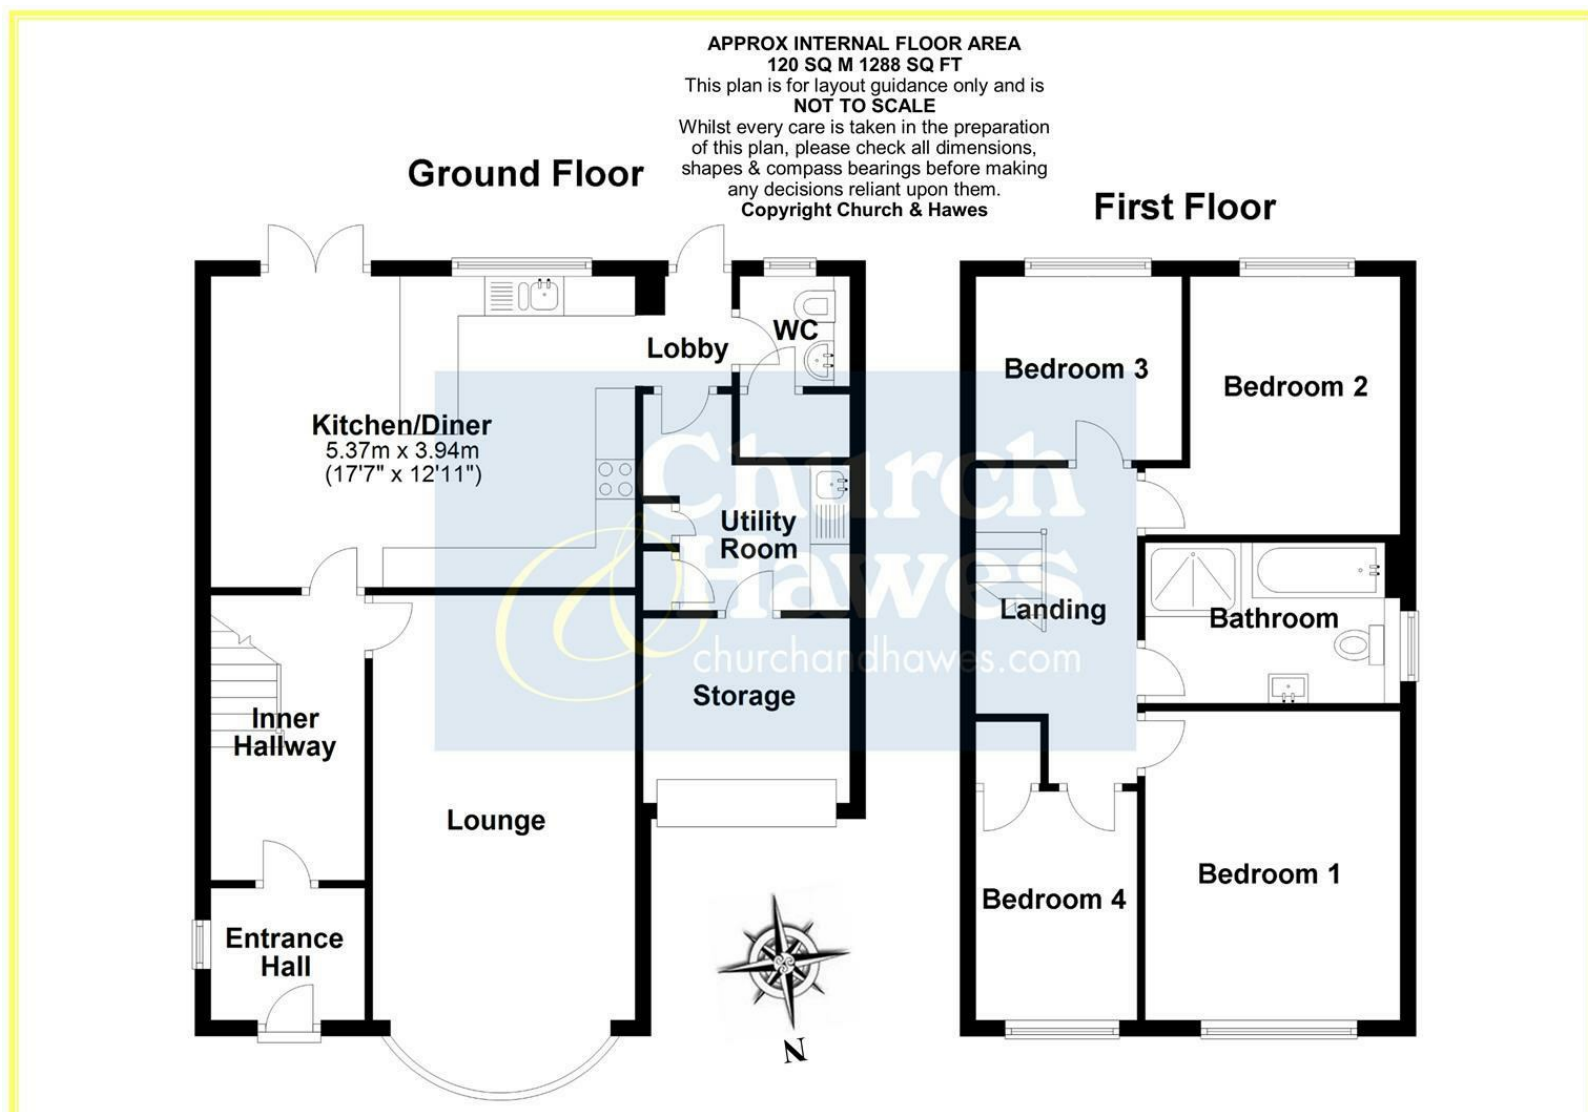 APPROX INTERNAL FLOOR AREA
120 SQ M 1288 SQ FT
This plan is for layout guidance only and is
NOT TO SCALE
Whilst every care is taken in the preparation
of this plan, please check all dimensions,
shapes & compass bearings before making
any decisions reliant upon them.
Copyright Church & Hawes
Ground Floor
Kitchen/Diner
5.37m x 3.94m
(17'7" x 12'11")
Lobby
WC
Utility
Room
Storage
Inner
Hallway
Lounge
Entrance
Hall
N
First Floor
Bedroom 3
Bedroom 2
Landing
Bathroom
Bedroom 4
Bedroom 1
Church
& Hawes
churchandhawes.com